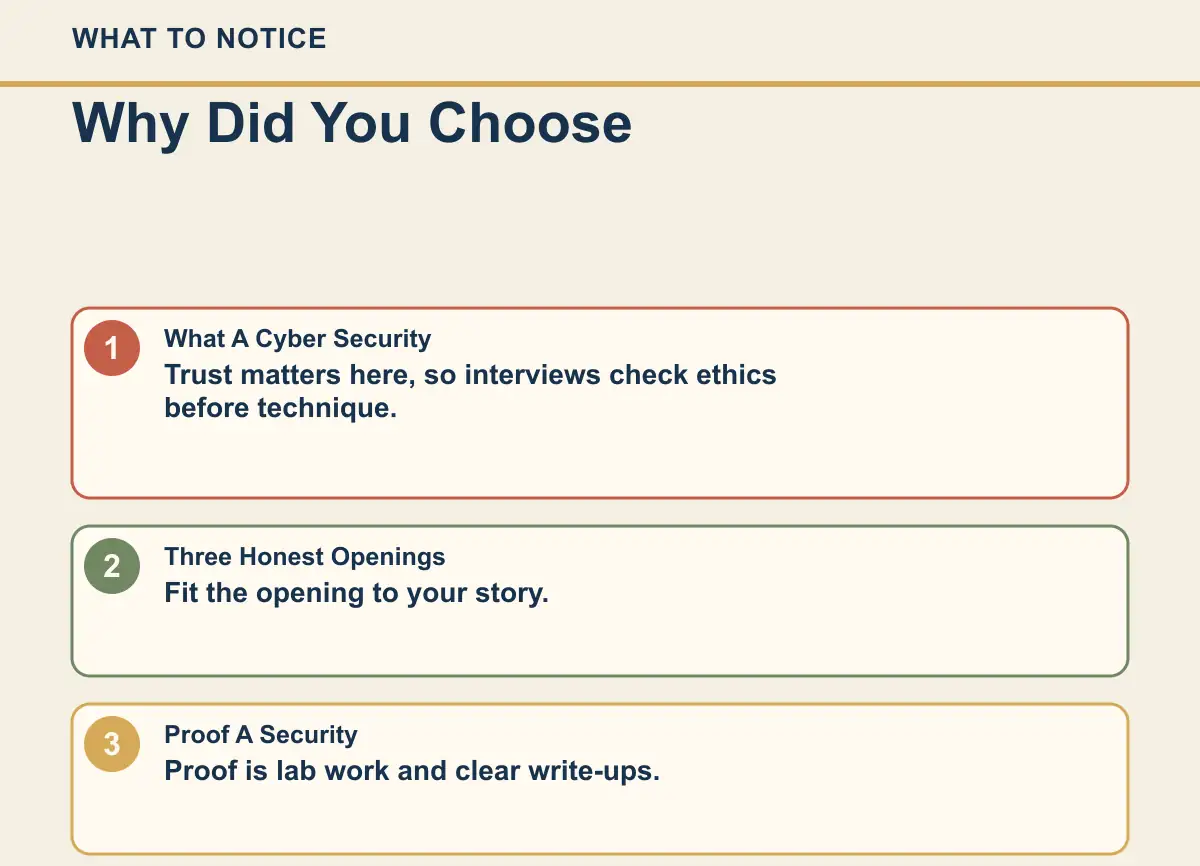 WHAT TO NOTICE
Why Did You Choose
1
What A Cyber Security
Trust matters here, so interviews check ethics
before technique.
2
Three Honest Openings
Fit the opening to your story.
3
Proof A Security
Proof is lab work and clear write-ups.